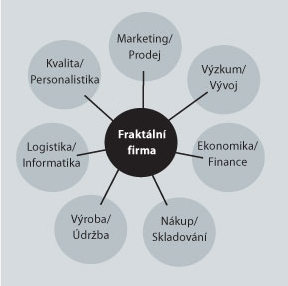 Marketing/
Prodej
Kvalita/
Personalistika
Výzkum/
Vývoj
Fraktální
firma
Logistika/
Informatika
Ekonomika/
Finance
Výroba/
Údržba
Nákup/
Skladování